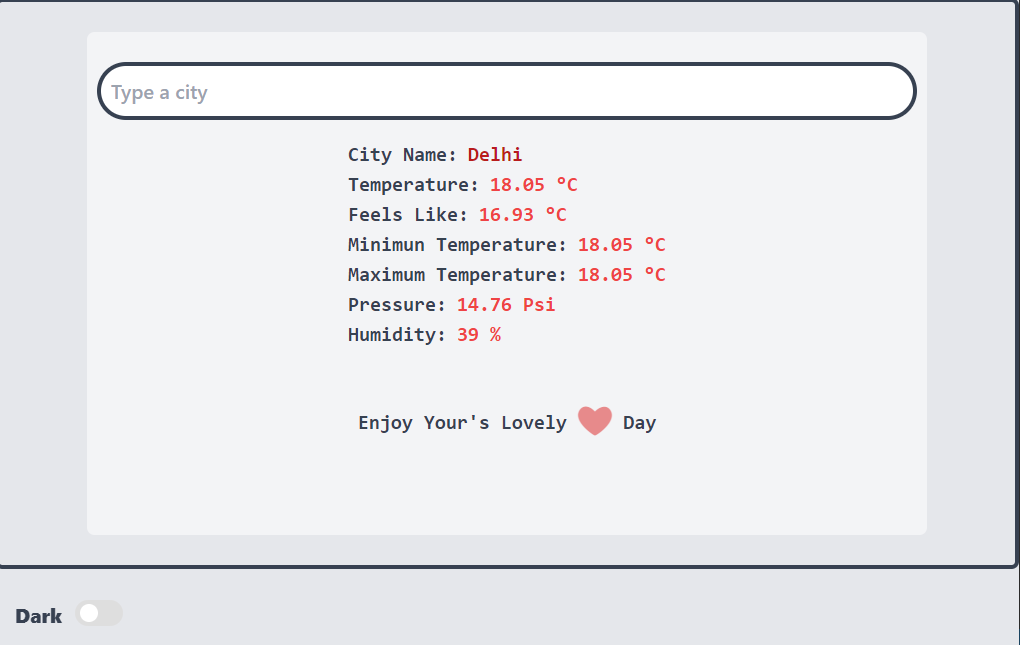 Type a city
City Name: Delhi
Temperature: 18.05 °C
Feels Like: 16.93 °C
Minimun Temperature: 18.05 °C
Maximum Temperature: 18.05 °C
Pressure: 14.76 Psi
Humidity: 39 %
Enjoy Your's Lovely Day
Dark